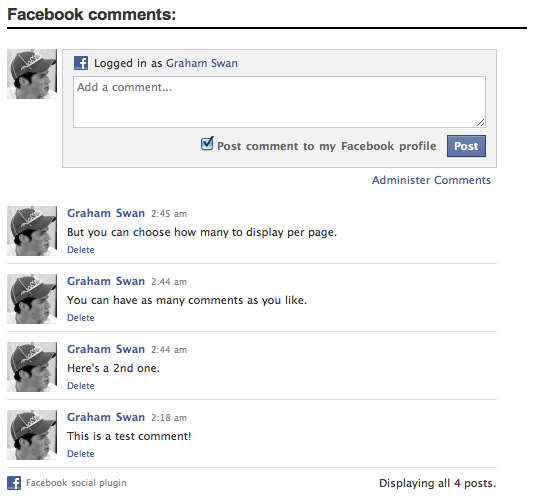 Facebook comments:
Logged in as Graham Swan
Add a comment...
Post comment to my Facebook profile
Post
Administer Comments
Graham Swan 2:45 am
But you can choose how many to display per page.
Delete
Graham Swan 2:44 am
You can have as many comments as you like.
Delete
Graham Swan 2:44 am
Here's a 2nd one.
Delete
Graham Swan 2:18 am
This is a test comment!
Delete
Facebook social plugin
Displaying all 4 posts.